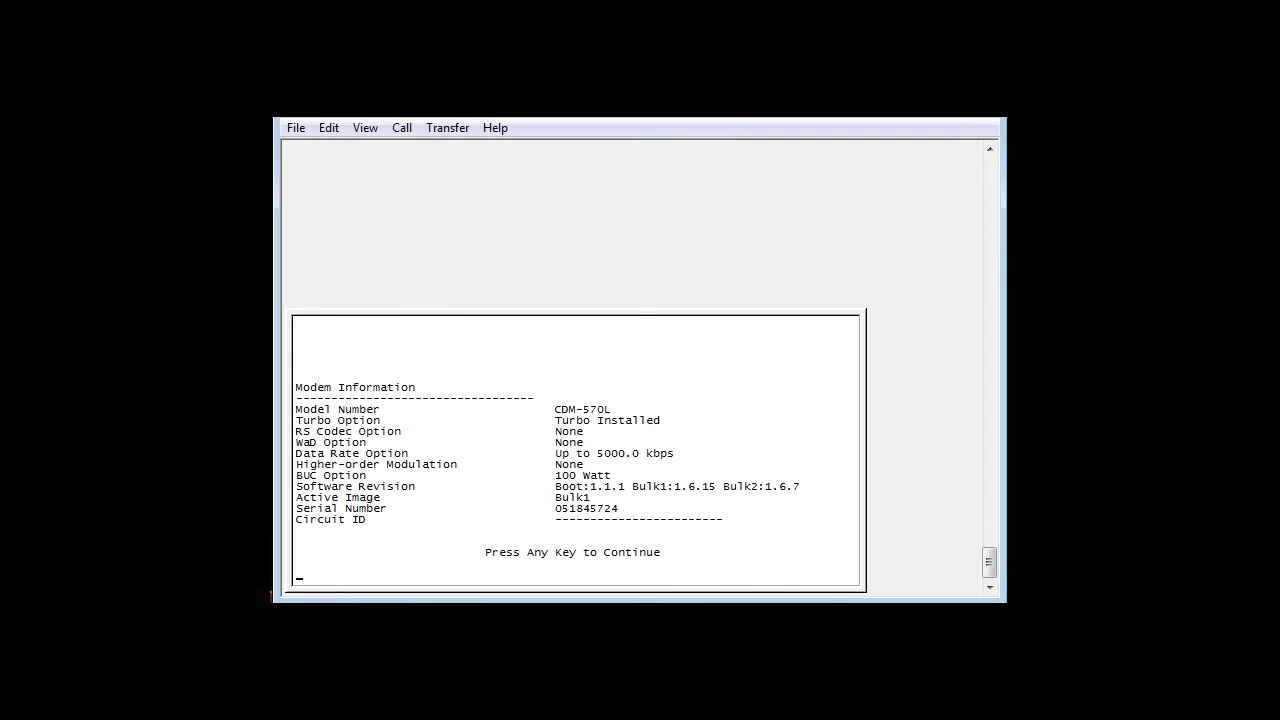 File Edit View Call Transfer Help
Modem Information
----------------------------------
Model Number CDM-570L
Turbo Option Turbo Installed
RS Codec Option None
WaD Option None
Data Rate Option Up to 5000.0 kbps
Higher-order Modulation None
BUC Option 100 Watt
Software Revision Boot:1.1.1 Bulk1:1.6.15 Bulk2:1.6.7
Active Image Bulk1
Serial Number 051845724
Circuit ID ------------------------
Press Any Key to Continue